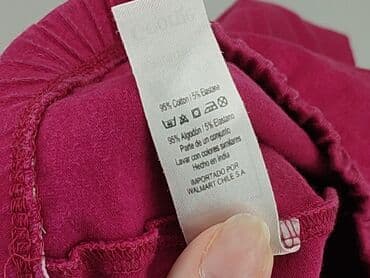 George
95% Cotton / 5% Elastane
95% Algodón / 5% Elastano
Parte de un conjunto
Lavar con colores similares
Hecho en India
IMPORTADO POR
WALMART CHILE S.A